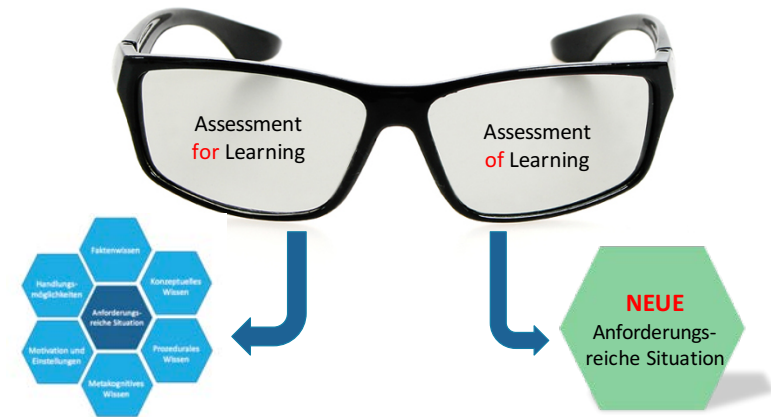 Assessment
for Learning
Assessment
of Learning
Faktenwissen
Handlungs-
möglichkeiten
Konzeptuelles
Wissen
Anforderungs-
reiche Situation
Motivation und
Einstellungen
Prozedurales
Wissen
Metakognitives
Wissen
NEUE
Anforderungs-
reiche Situation